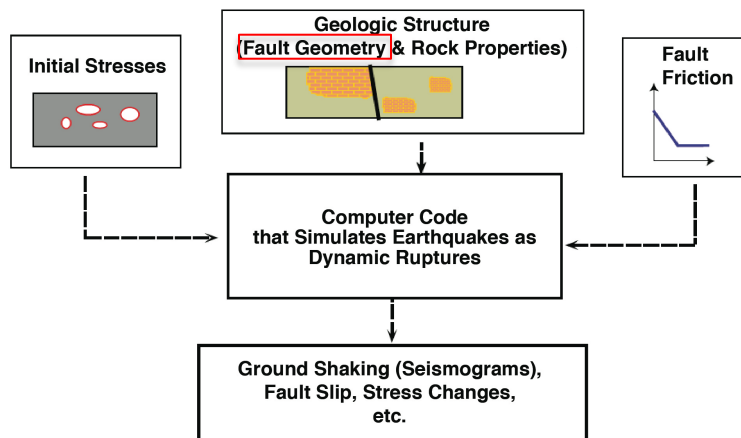 Initial Stresses
Geologic Structure
(Fault Geometry & Rock Properties)
Fault
Friction
Computer Code
that Simulates Earthquakes as
Dynamic Ruptures
Ground Shaking (Seismograms),
Fault Slip, Stress Changes,
etc.